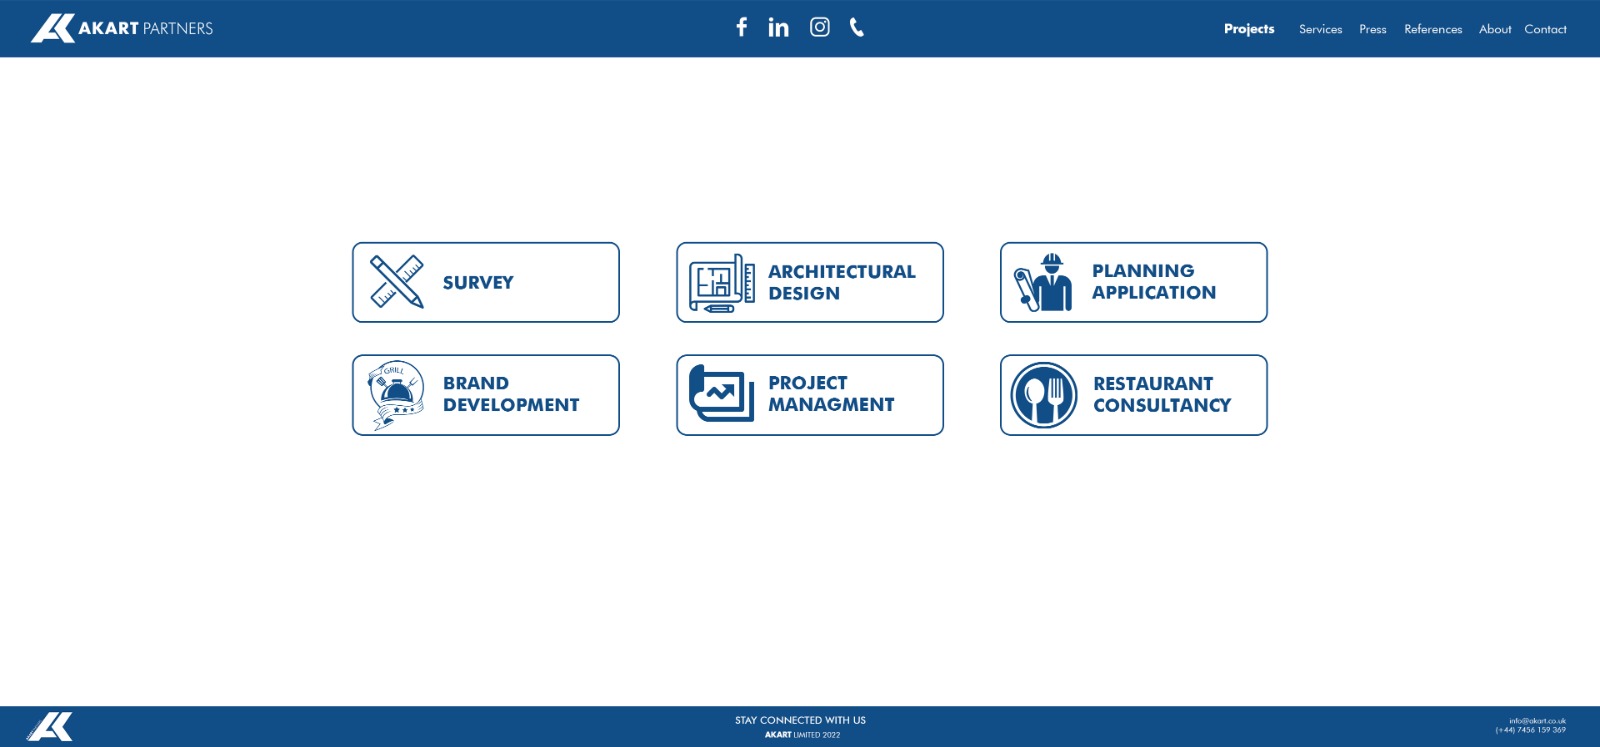 AKART PARTNERS
Projects Services Press References About Contact
SURVEY
ARCHITECTURAL
DESIGN
PLANNING
APPLICATION
GRILL
BRAND
DEVELOPMENT
PROJECT
MANAGMENT
RESTAURANT
CONSULTANCY
STAY CONNECTED WITH US
AKART LIMITED 2022
info@akart.co.uk
(+44) 7456 159 369